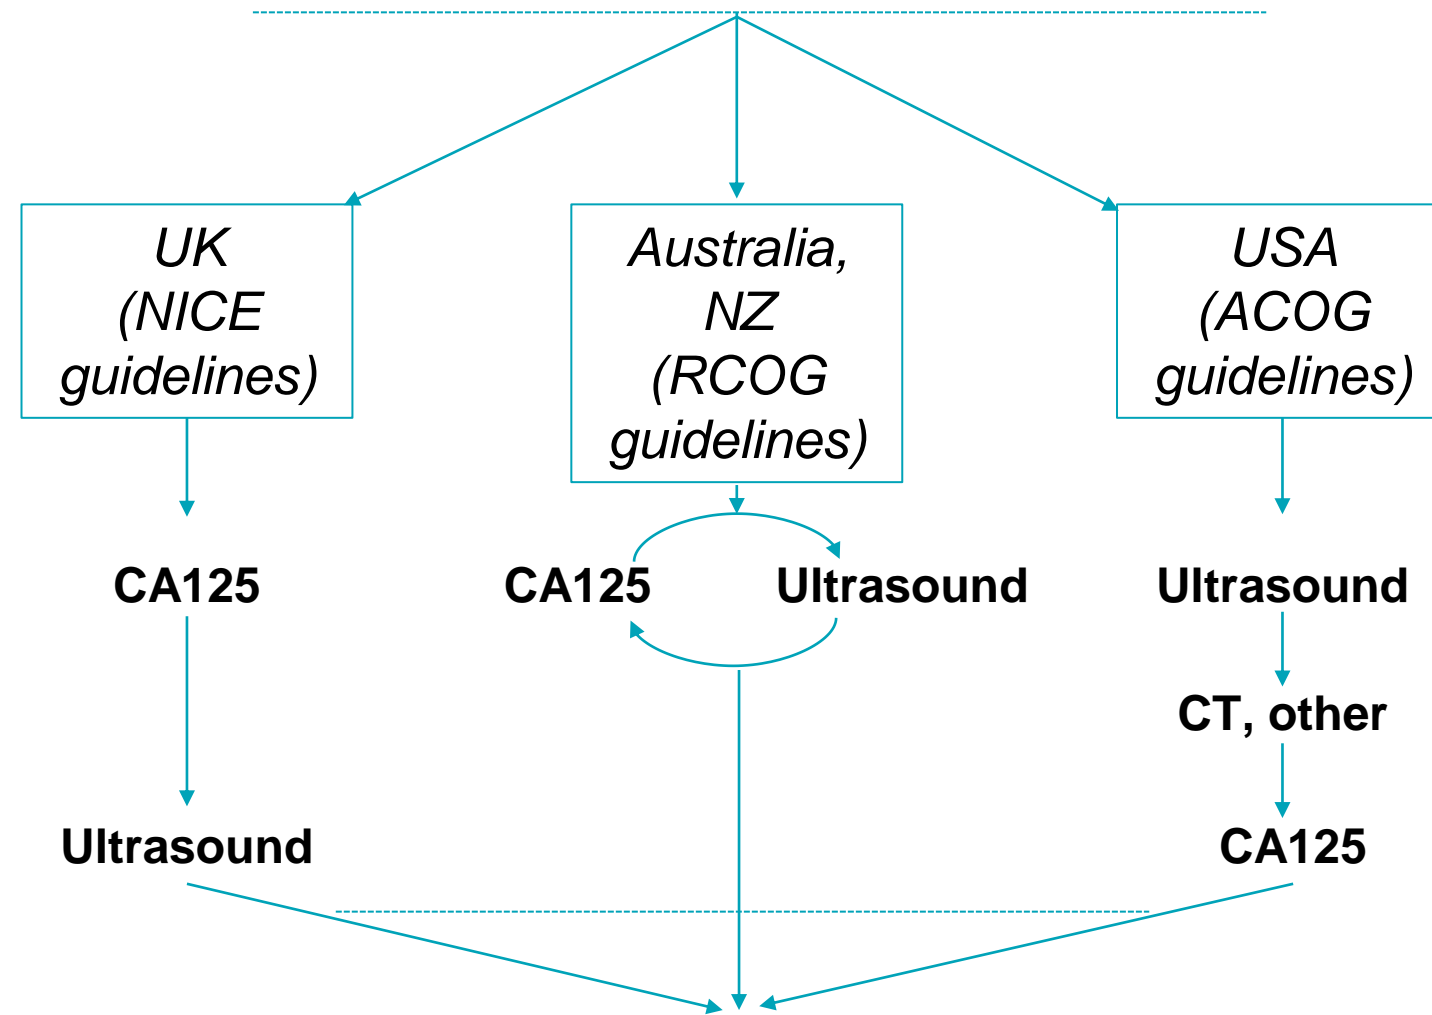 UK
(NICE
guidelines)
Australia,
NZ
(RCOG
guidelines)
USA
(ACOG
guidelines)
CA125
CA125
Ultrasound
Ultrasound
CT, other
Ultrasound
CA125